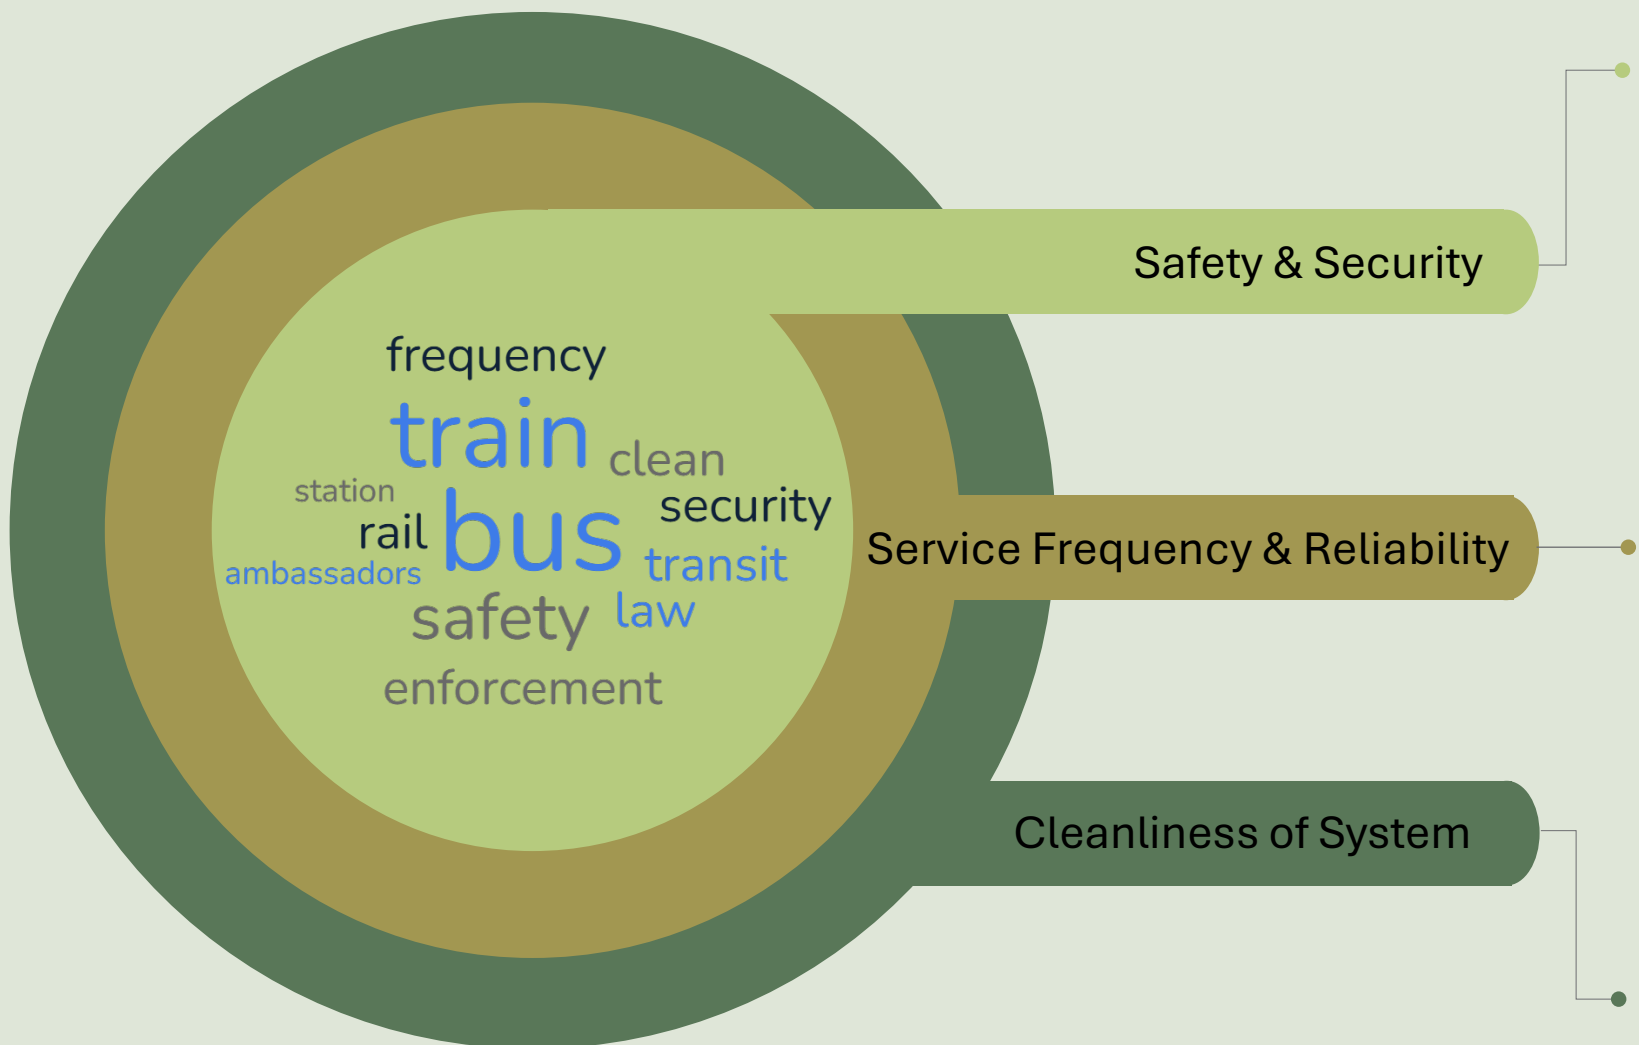 Safety & Security
frequency
train
clean
station
security
rail
bus
transit
ambassadors
safety
law
enforcement
Service Frequency & Reliability
Cleanliness of System